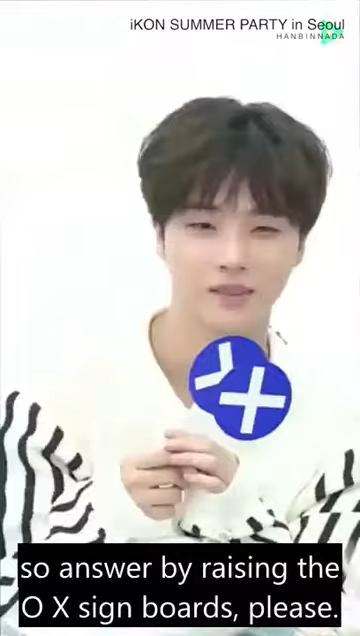 iKON SUMMER PARTY in Seoul
HANBINNADA
so answer by raising the
O X sign boards, please.